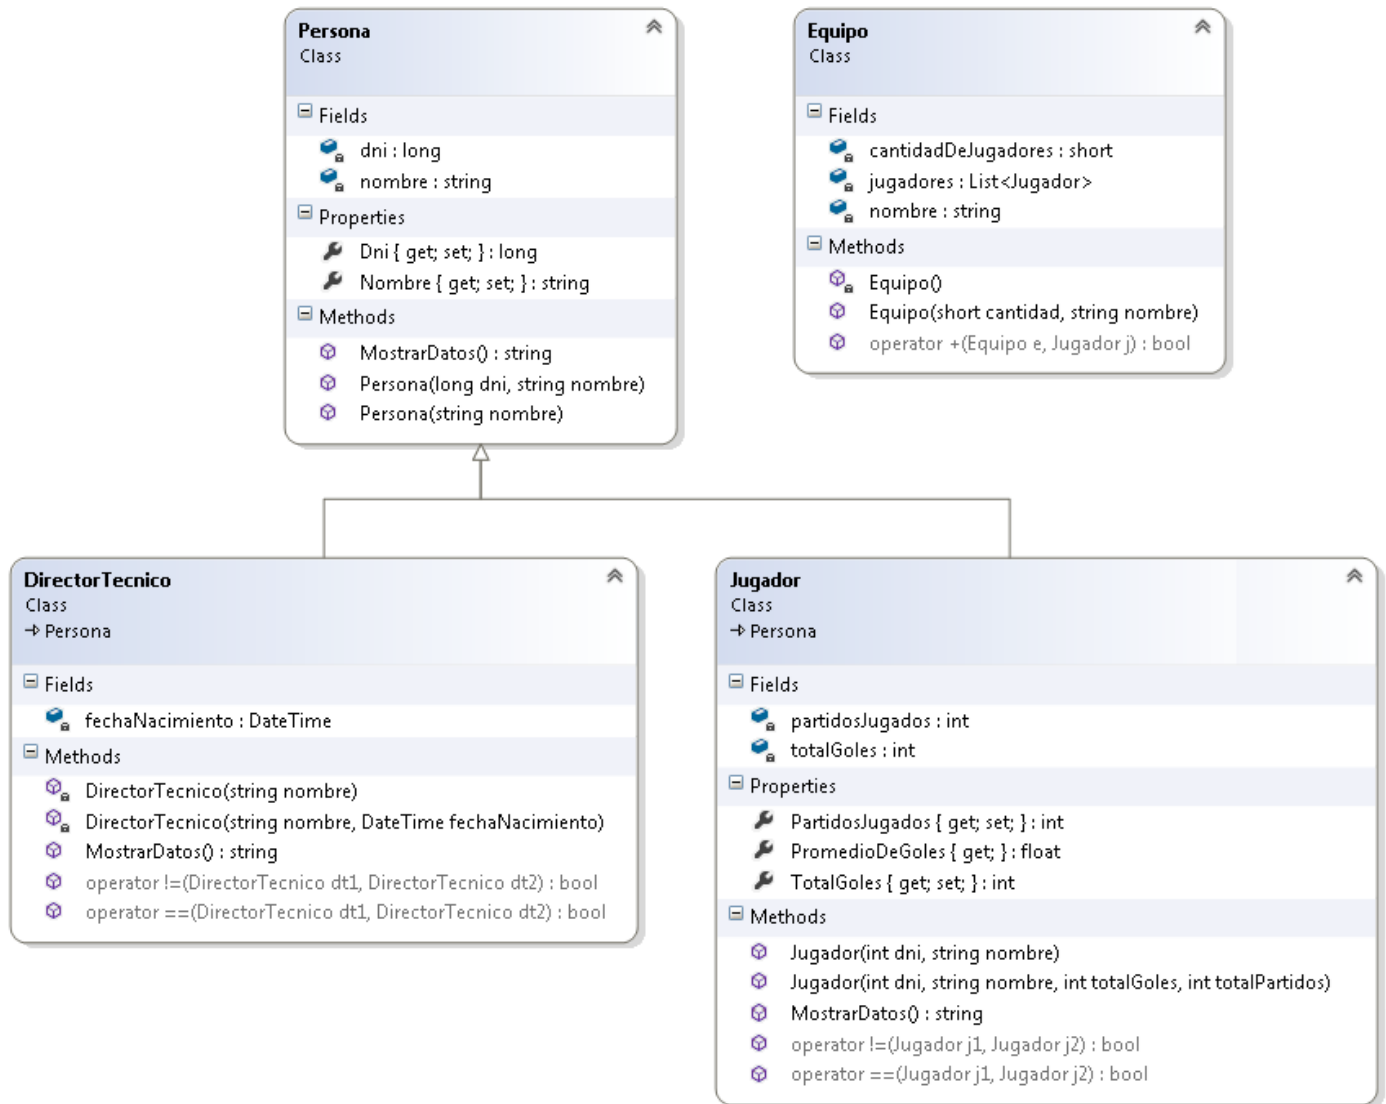 Persona
Class
Fields
dni : long
nombre : string
Properties
Dni { get; set; } : long
Nombre { get; set; } : string
Methods
MostrarDatos() : string
Persona(long dni, string nombre)
Persona(string nombre)
Equipo
Class
Fields
cantidadDeJugadores : short
jugadores : List<Jugador>
nombre : string
Methods
Equipo()
Equipo(short cantidad, string nombre)
operator +(Equipo e, Jugador j) : bool
DirectorTecnico
Class
Persona
Fields
fechaNacimiento : DateTime
Methods
DirectorTecnico(string nombre)
DirectorTecnico(string nombre, DateTime fechaNacimiento)
MostrarDatos() : string
operator !=(DirectorTecnico dt1, DirectorTecnico dt2) : bool
operator ==(DirectorTecnico dt1, DirectorTecnico dt2) : bool
Jugador
Class
Persona
Fields
partidosJugados : int
totalGoles : int
Properties
PartidosJugados { get; set; } : int
PromedioDeGoles { get; } : float
TotalGoles { get; set; } : int
Methods
Jugador(int dni, string nombre)
Jugador(int dni, string nombre, int totalGoles, int totalPartidos)
MostrarDatos() : string
operator !=(Jugador j1, Jugador j2) : bool
operator ==(Jugador j1, Jugador j2) : bool